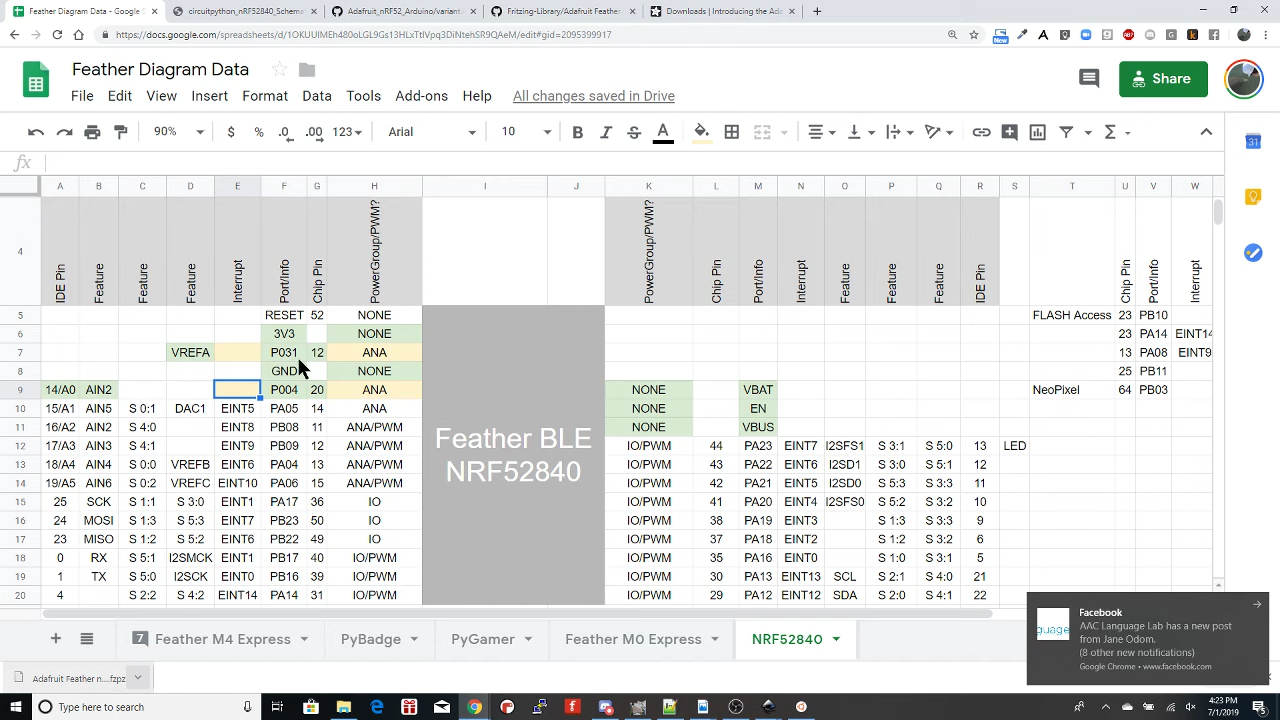 Feather Diagram Data - Google S
circuitpython_nRF52840_Scheme
Adafruit_nRF52_Arduino/variant
Fritzing-Library/Adafruit Feather
Downloads | Introducing the Ada
https://docs.google.com/spreadsheets/d/1OKUUIMEh480oLGL9Gs13HLxTtlVpq3DiNehSR9QAeMQ/edit#gid=2095399917
New
Feather Diagram Data
File Edit View Insert Format Data Tools Add-ons Help All changes saved in Drive
Share
90% $ % .0 .00 123 Arial 10 B I S A
fx
31
A B C D E F G H I J K L M N O P Q R S T U V W
4 IDE Pin Feature Feature Feature Interrupt Port/Info Chip Pin PowerGroup/PWM? PowerGroup/PWM? Chip Pin Port/Info Interrupt Feature Feature Feature IDE Pin Chip Pin Port/Info Interrupt
5 RESET 52 NONE FLASH Access 23 PB10
6 3V3 NONE 23 PA14 EINT14
7 VREFA P031 12 ANA 13 PA08 EINT9
8 GND NONE 25 PB11
9 14/A0 AIN2 P004 20 ANA NONE VBAT NeoPixel 64 PB03
10 15/A1 AIN5 S 0:1 DAC1 EINT5 PA05 14 ANA NONE EN
11 16/A2 AIN2 S 4:0 EINT8 PB08 11 ANA/PWM NONE VBUS
12 17/A3 AIN3 S 4:1 EINT9 PB09 12 ANA/PWM IO/PWM 44 PA23 EINT7 I2SFS1 S 3:1 S 5:0 13 LED
13 18/A4 AIN4 S 0:0 VREFB EINT6 PA04 13 ANA/PWM IO/PWM 43 PA22 EINT6 I2SD1 S 3:0 S 5:1 12
14 19/A5 AIN6 S 0:2 VREFC EINT10 PA06 15 ANA/PWM IO/PWM 42 PA21 EINT5 I2SD0 S 5:3 S 3:3 11
15 25 SCK S 1:1 S 3:0 EINT1 PA17 36 IO IO/PWM 41 PA20 EINT4 I2SFS0 S 5:2 S 3:2 10
16 24 MOSI S 1:3 S 5:3 EINT7 PB23 50 IO IO/PWM 38 PA19 EINT3 S 1:3 S 3:3 9
17 23 MISO S 1:2 S 5:2 EINT6 PB22 49 IO IO/PWM 37 PA18 EINT2 S 1:2 S 3:2 6
18 0 RX S 5:1 I2SMCK EINT1 PB17 40 IO/PWM IO/PWM 35 PA16 EINT0 S 1:0 S 3:1 5
19 1 TX S 5:0 I2SCK EINT0 PB16 39 IO/PWM IO/PWM 30 PA13 EINT13 SCL S 2:1 S 4:0 21
20 4 S 2:2 S 4:2 EINT14 PA14 31 IO/PWM IO/PWM 29 PA12 EINT12 SDA S 2:0 S 4:1 22
Feather BLE
NRF52840
7 Feather M4 Express PyBadge PyGamer Feather M0 Express NRF52840
Facebook
AAC Language Lab has a new post
from Jane Odom.
(8 other new notifications)
Google Chrome • www.facebook.com
guage
Adafruit Feather n....fzpz
Type here to search
4:23 PM
7/1/2019